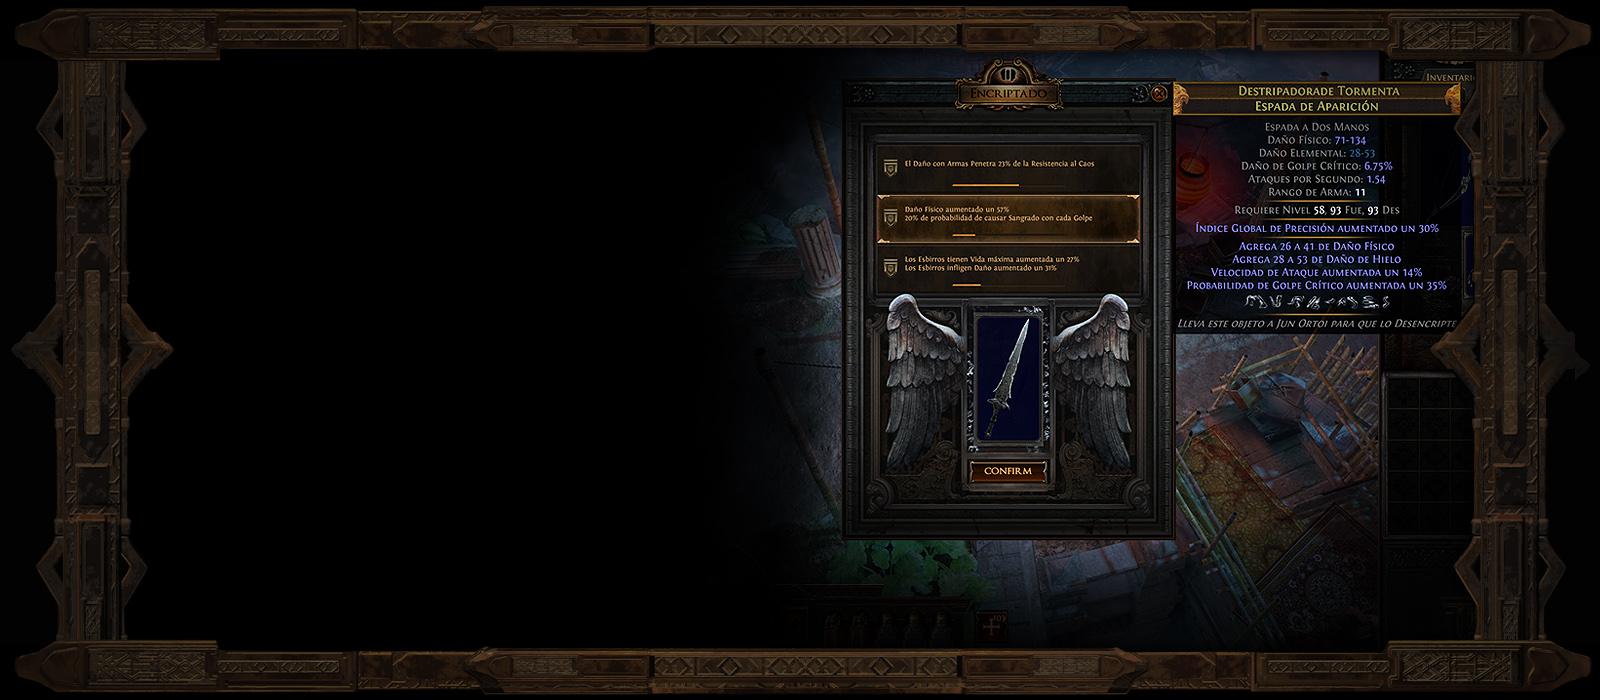 Encriptado
El Daño con Armas Penetra 23% de la Resistencia al Caos
Daño Físico aumentado un 57%
20% de probabilidad de causar Sangrado con cada Golpe
Los Esbirros tienen Vida máxima aumentada un 27%
Los Esbirros infligen Daño aumentado un 31%
CONFIRM
Inventari
Destripadorade Tormenta
Espada de Aparición
Espada a Dos Manos
Daño Físico: 71-134
Daño Elemental: 28-53
Daño de Golpe Crítico: 6.75%
Ataques por Segundo: 1.54
Rango de Arma: 11
Requiere Nivel 58, 93 Fue, 93 Des
Índice Global de Precisión aumentado un 30%
Agrega 26 a 41 de Daño Físico
Agrega 28 a 53 de Daño de Hielo
Velocidad de Ataque aumentada un 14%
Probabilidad de Golpe Crítico aumentada un 35%
Lleva este objeto a Jun Ortoi para que lo Desencripte
103